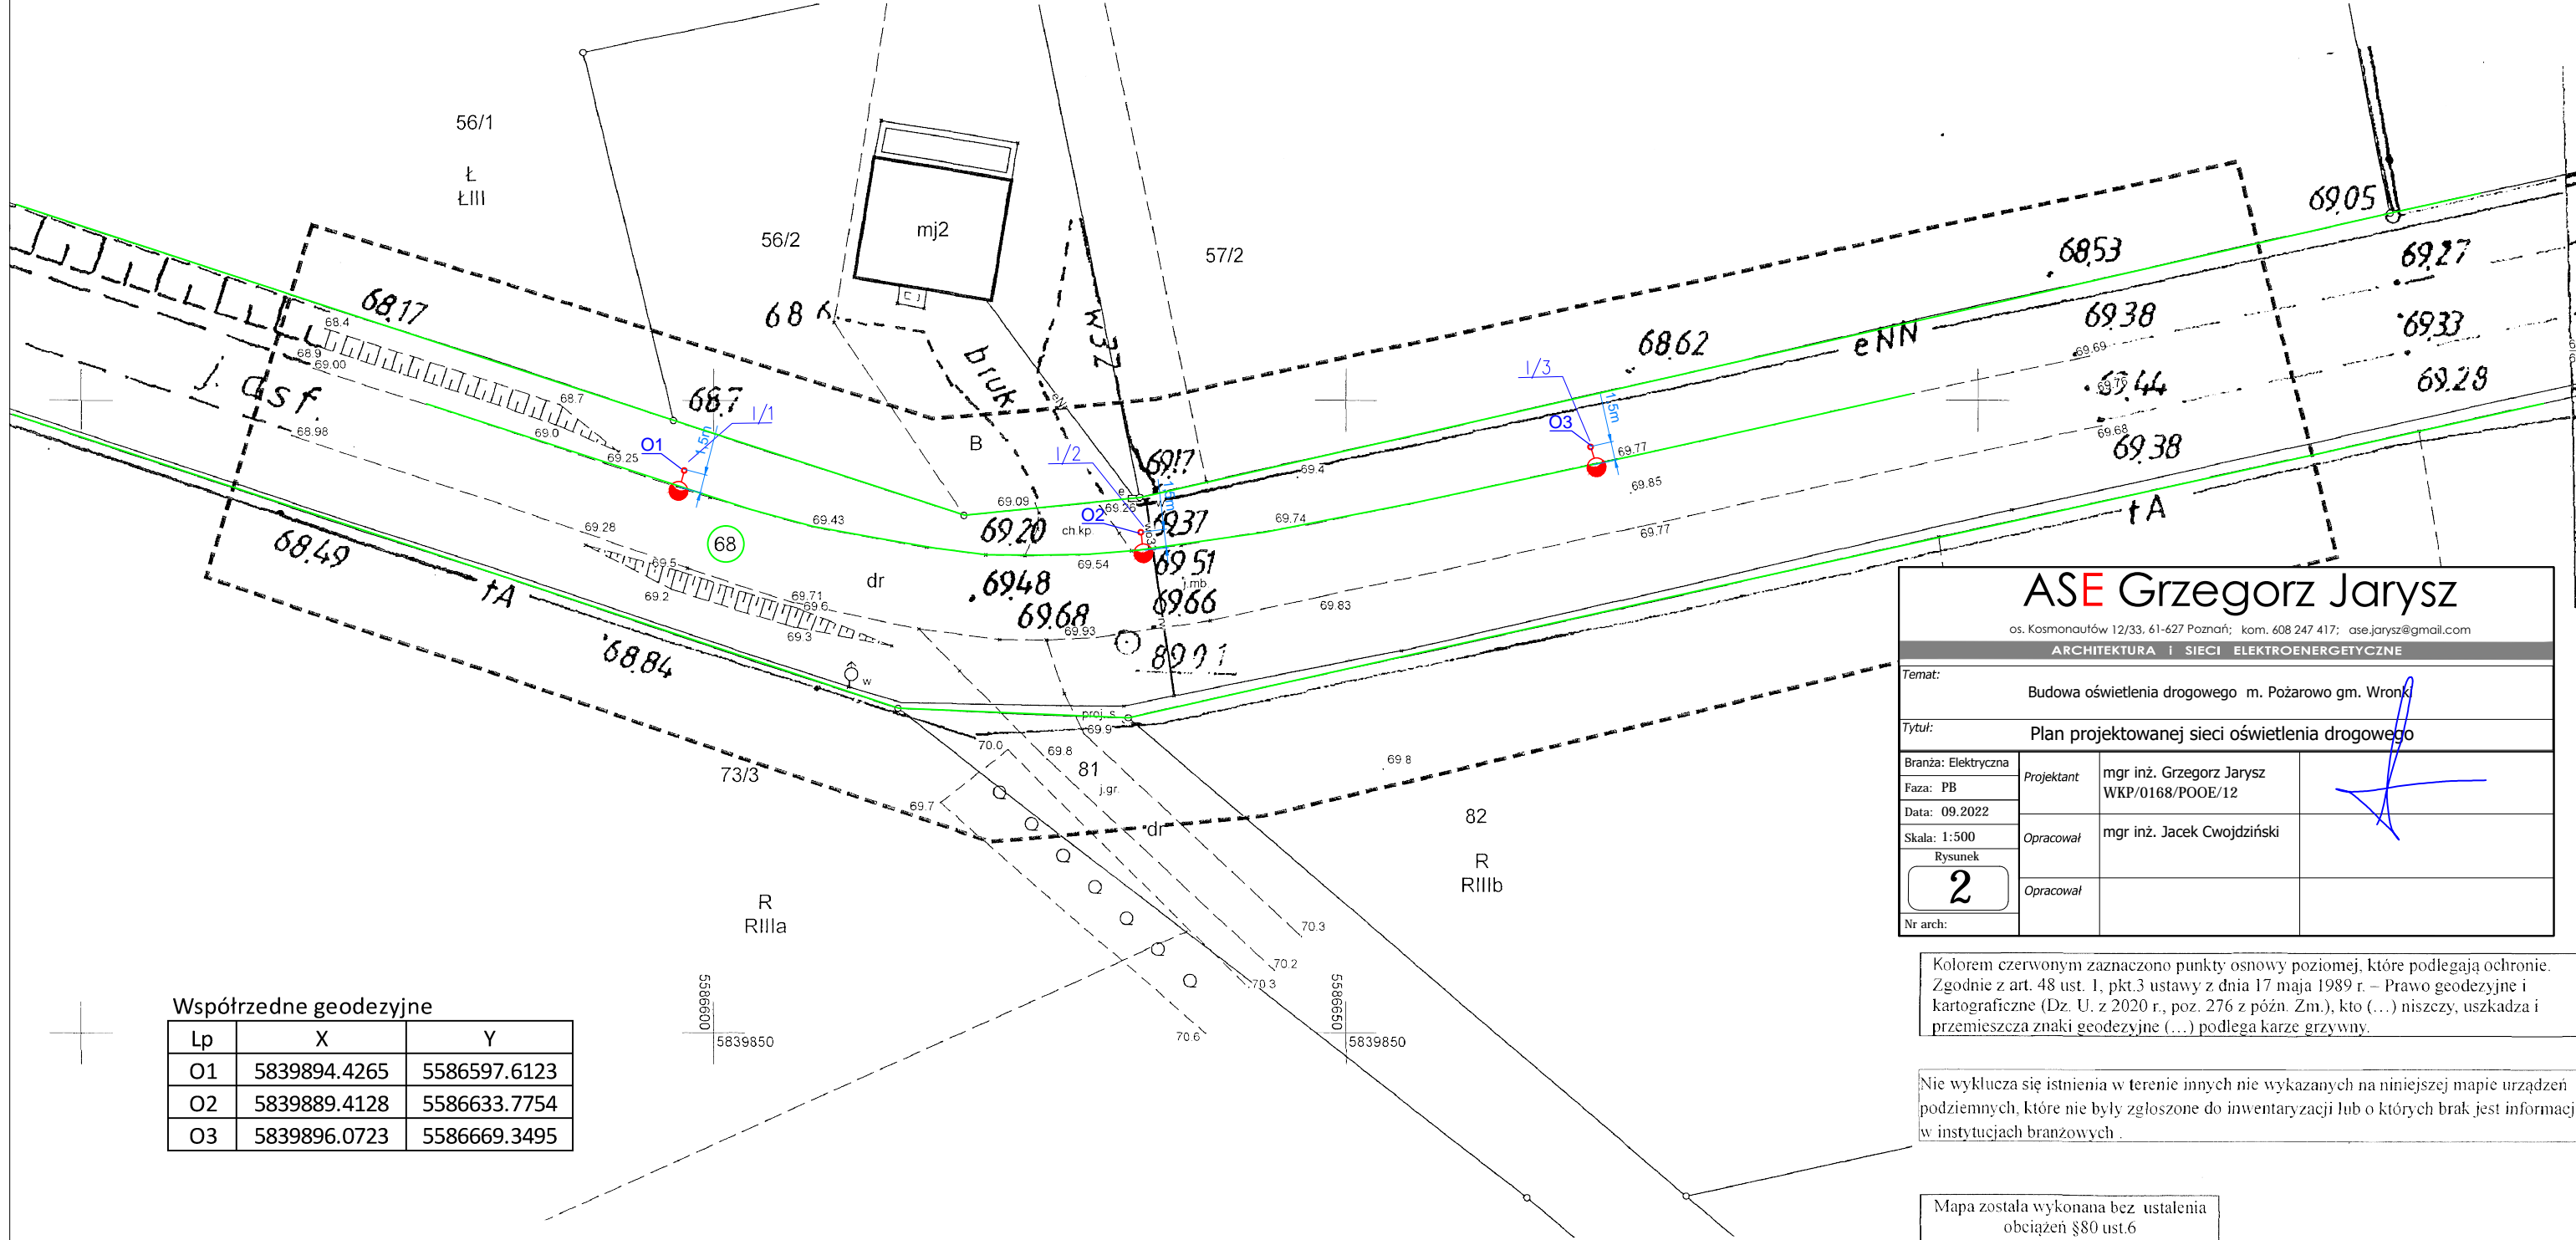 56/1
Ł
ŁIII
56/2
mj2
57/2
68.17
68.4
68.9
69.00
j. asf.
68.98
68.7
69.0
69.25
68.7
1/1
O1
1,5m
bruk
B
w32
1/2
69.17
e
69.09
69.26
O2
69.37
69.20
ch.kp.
69.43
68
69.54
69.51
j.mb.
69.48
69.68
69.66
69.93
89.91
dr
69.28
69.5
69.2
69.71
69.6
69.3
68.49
tA
68.84
w
proj. s
69.9
70.0
69.8
81
j.gr.
69.7
dr
73/3
69.4
69.74
1/3
O3
1,5m
68.62
69.77
69.85
69.77
69.83
eNN
68.53
69.05
69.27
69.38
69.33
69.69
69.76
69.44
69.28
69.68
69.38
tA
69.8
82
R
RIIIb
R
RIIIa
70.3
70.2
70.3
70.6
5586600
5839850
5586650
5839850
Współrzedne geodezyjne
Lp X Y
O1 5839894.4265 5586597.6123
O2 5839889.4128 5586633.7754
O3 5839896.0723 5586669.3495
ASE Grzegorz Jarysz
os. Kosmonautów 12/33, 61-627 Poznań; kom. 608 247 417; ase.jarysz@gmail.com
ARCHITEKTURA i SIECI ELEKTROENERGETYCZNE
Temat:
Budowa oświetlenia drogowego m. Pożarowo gm. Wronki
Tytuł:
Plan projektowanej sieci oświetlenia drogowego
Branża: Elektryczna
Faza: PB
Data: 09.2022
Skala: 1:500
Rysunek
2
Nr arch:
Projektant
mgr inż. Grzegorz Jarysz
WKP/0168/POOE/12
Opracował
mgr inż. Jacek Cwojdziński
Opracował
Kolorem czerwonym zaznaczono punkty osnowy poziomej, które podlegają ochronie.
Zgodnie z art. 48 ust. 1, pkt.3 ustawy z dnia 17 maja 1989 r. – Prawo geodezyjne i
kartograficzne (Dz. U. z 2020 r., poz. 276 z późn. Zm.), kto (…) niszczy, uszkadza i
przemieszcza znaki geodezyjne (…) podlega karze grzywny.
Nie wyklucza się istnienia w terenie innych nie wykazanych na niniejszej mapie urządzeń
podziemnych, które nie były zgłoszone do inwentaryzacji lub o których brak jest informacj
w instytucjach branżowych .
Mapa została wykonana bez ustalenia
obciążeń §80 ust.6